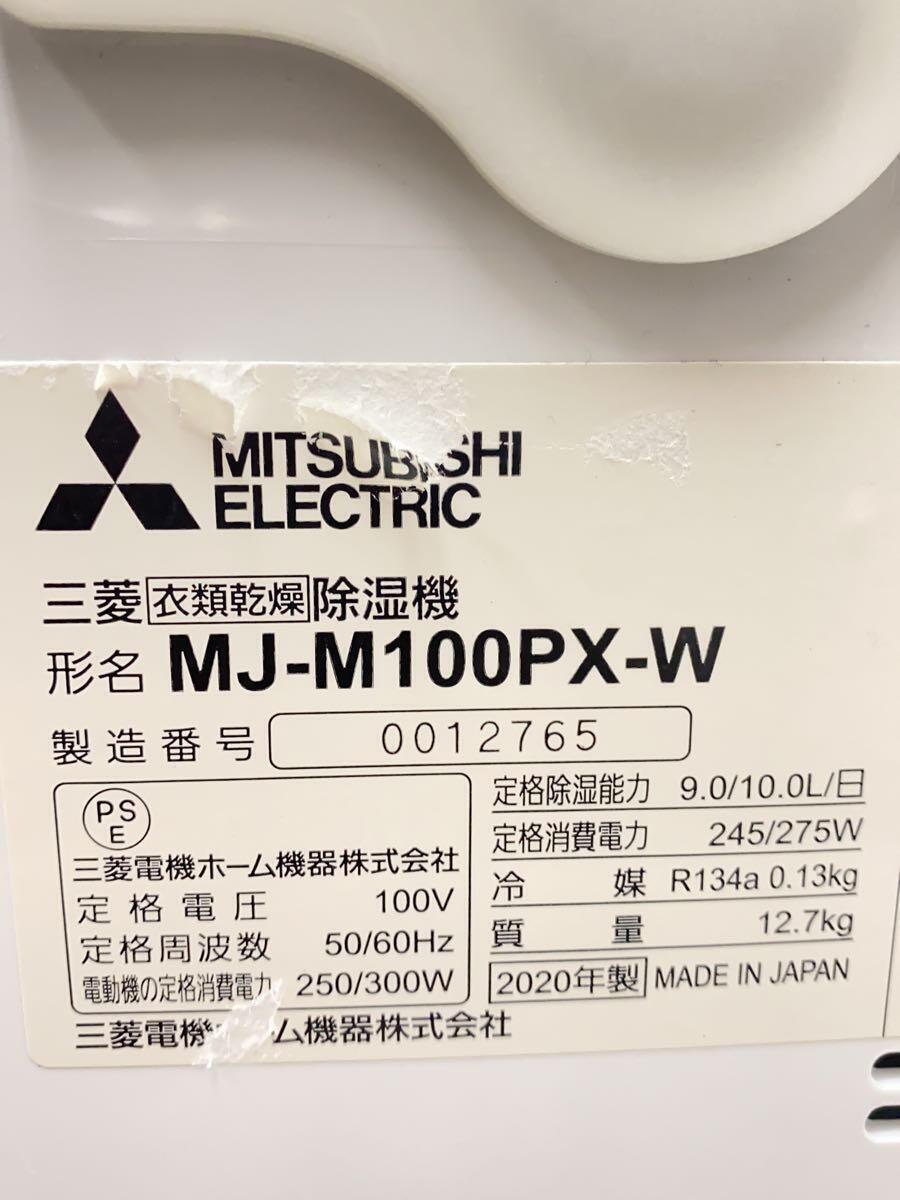 MITSUBISHI
ELECTRIC
三菱 衣類乾燥 除湿機
形名 MJ-M100PX-W
製造番号 0012765
PS
E
三菱電機ホーム機器株式会社
定格電圧 100V
定格周波数 50/60Hz
電動機の定格消費電力 250/300W
定格除湿能力 9.0/10.0L/日
定格消費電力 245/275W
冷媒 R134a 0.13kg
質量 12.7kg
2020年製 MADE IN JAPAN
三菱電機ホーム機器株式会社